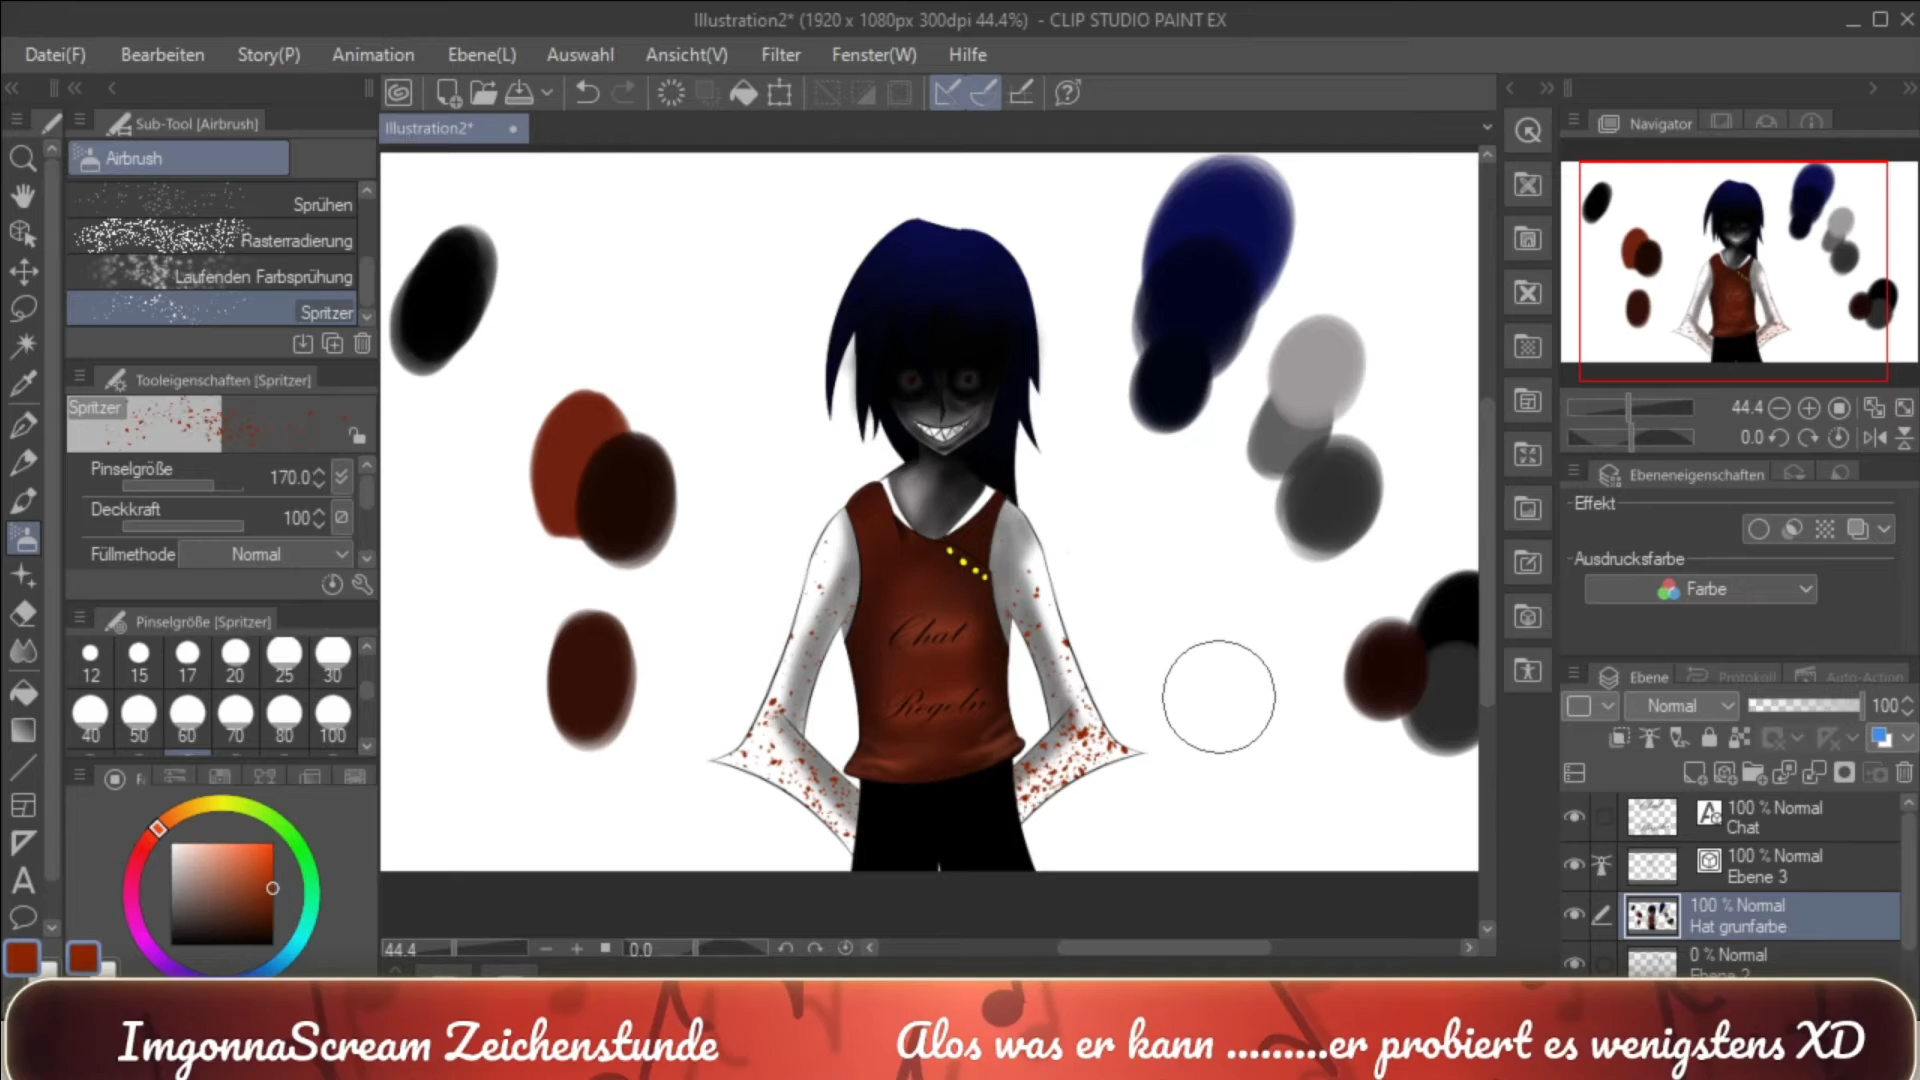 Illustration2* (1920 x 1080px 300dpi 44.4%) - CLIP STUDIO PAINT EX
Datei(F) Bearbeiten Story(P) Animation Ebene(L) Auswahl Ansicht(V) Filter Fenster(W) Hilfe
Sub-Tool [Airbrush]
Airbrush
Sprühen
Rasterradierung
Laufenden Farbsprühung
Spritzer
Tooleigenschaften [Spritzer]
Spritzer
Pinselgröße 170.0
Deckkraft 100
Füllmethode Normal
Pinselgröße [Spritzer]
12 15 17 20 25 30
40 50 60 70 80 100
Illustration2*
Chat
Regeln
44.4 0.0
Navigator
44.4
0.0
Ebeneneigenschaften
Effekt
Ausdrucksfarbe
Farbe
Ebene Protokoll Auto-Action
Normal 100
100 % Normal
Chat
100 % Normal
Ebene 3
100 % Normal
Hat grunfarbe
0 % Normal
Ebene 2
ImgonnaScream Zeichenstunde
Alos was er kann .........er probiert es wenigstens XD